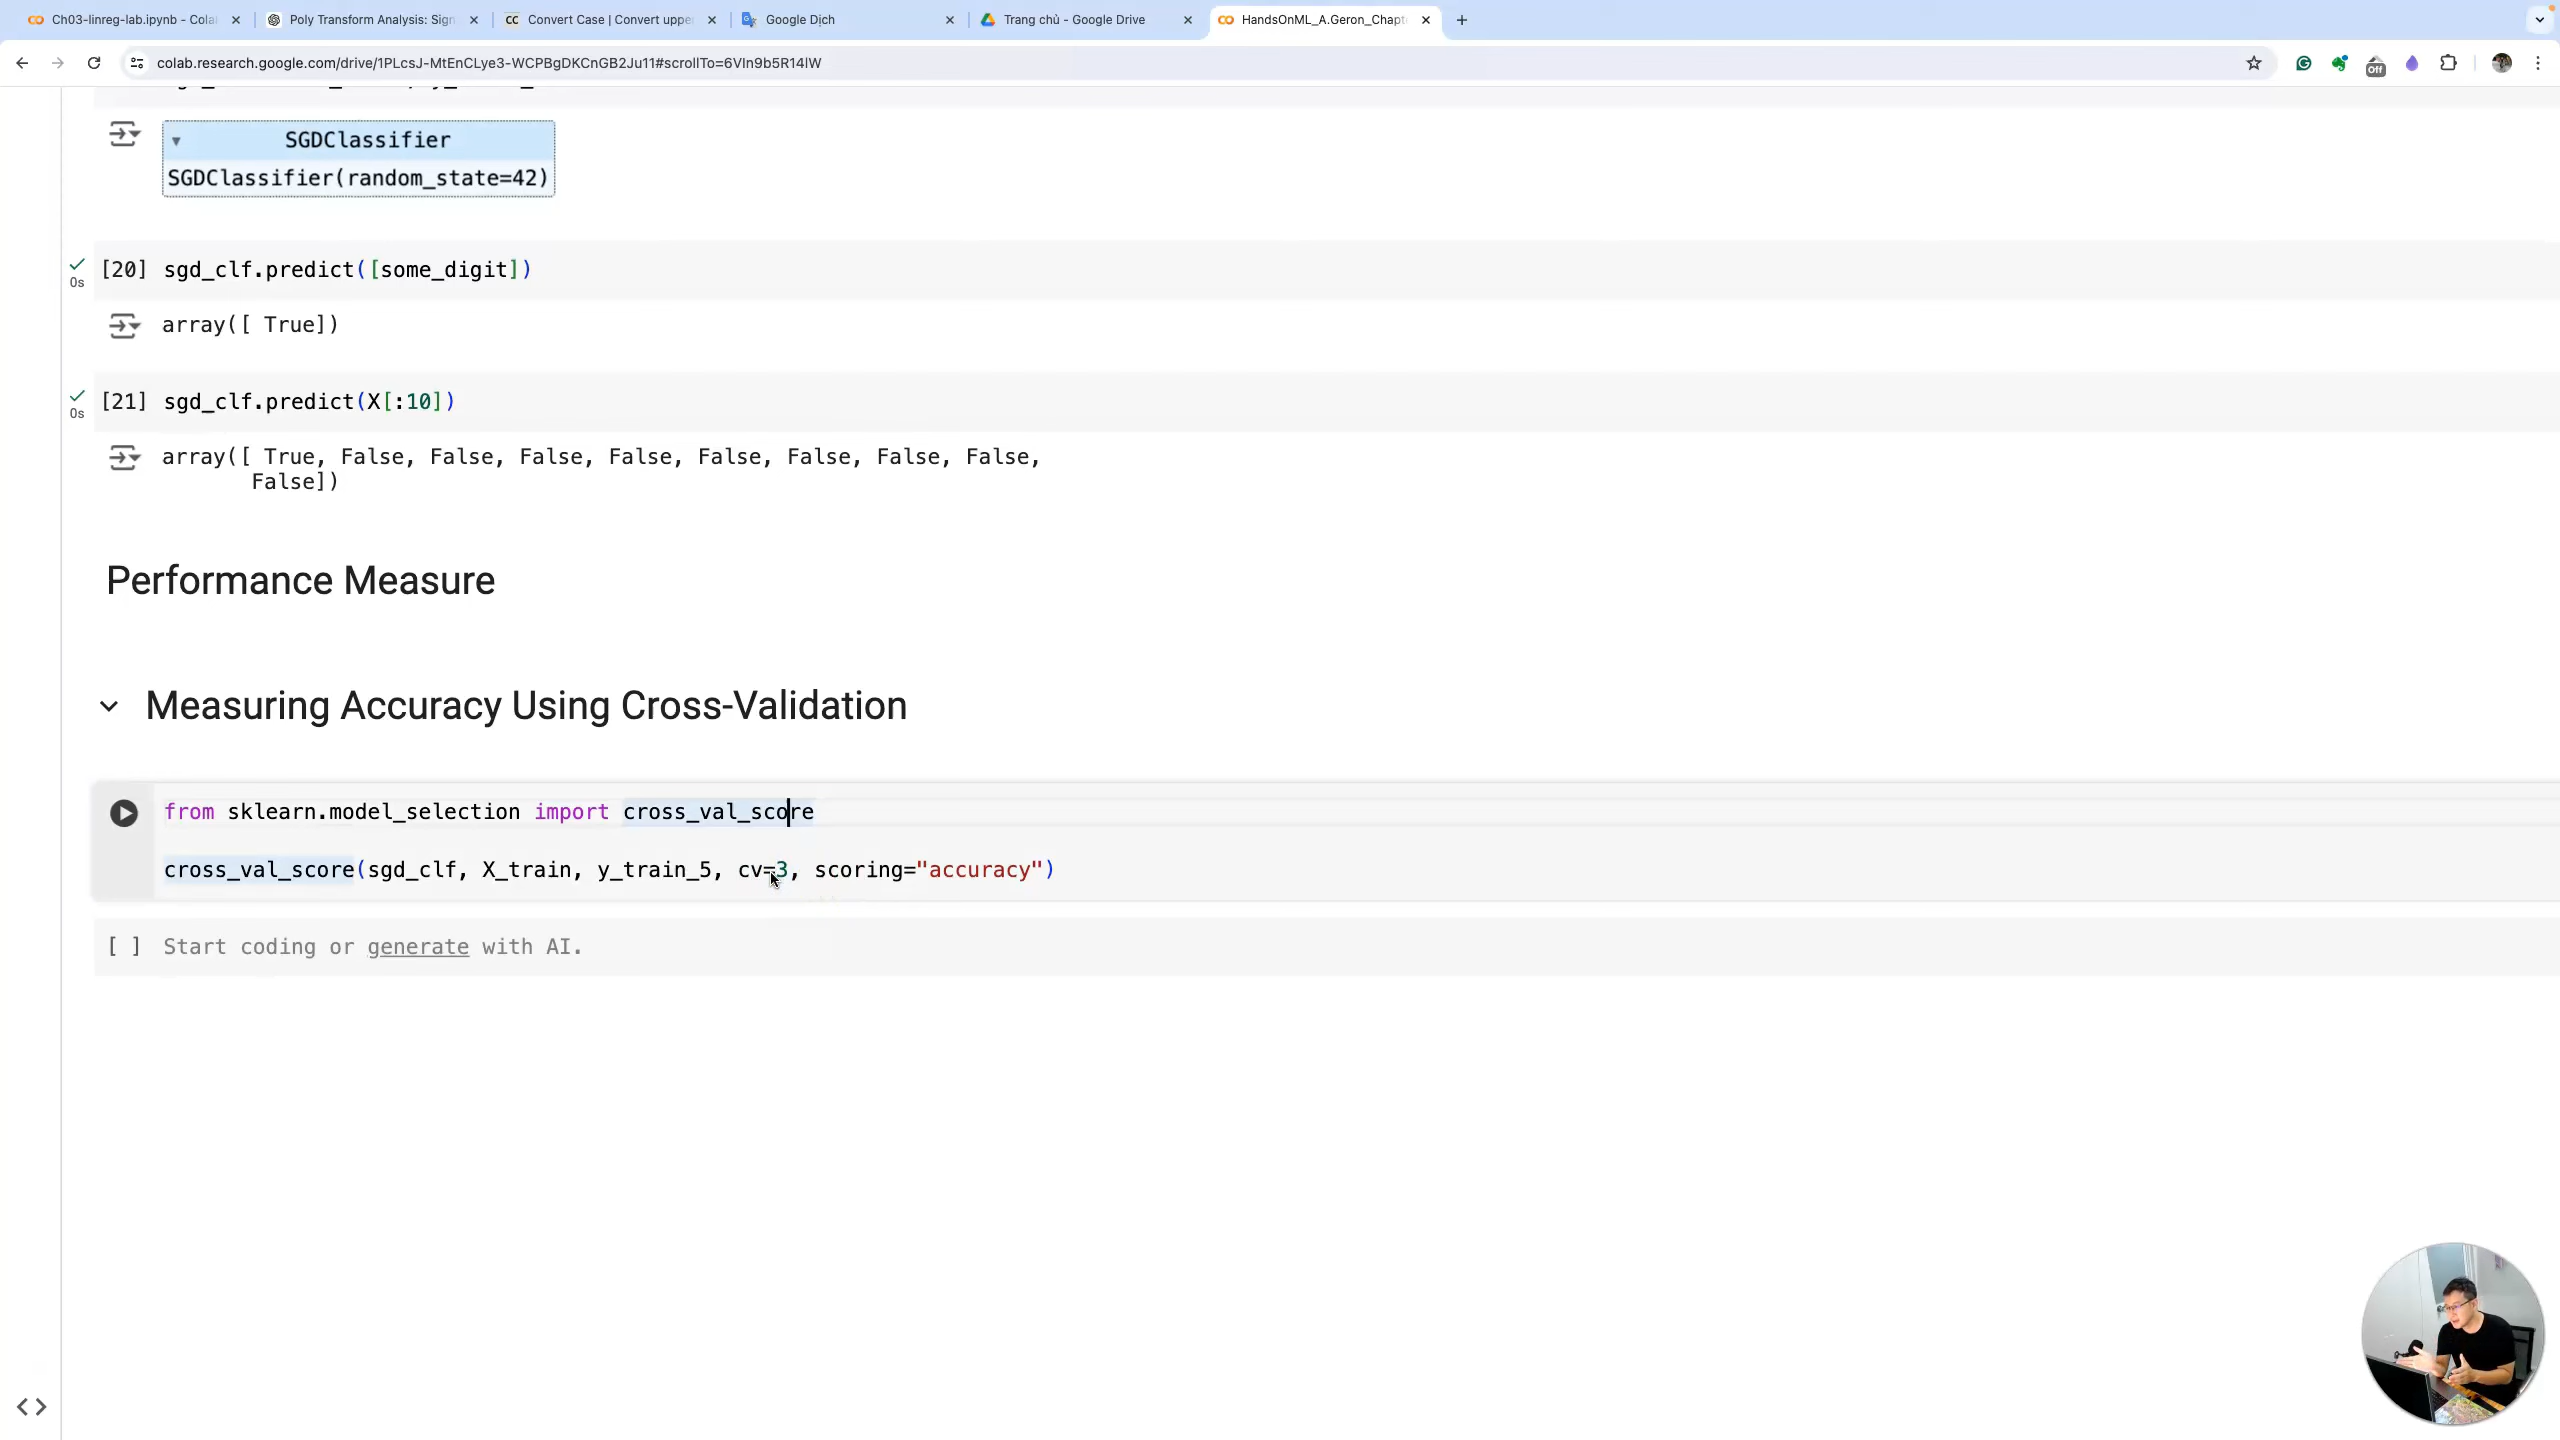 Ch03-linreg-lab.ipynb - Cola
Poly Transform Analysis: Sign
CC Convert Case | Convert uppe
Google Dịch
Trang chủ - Google Drive
HandsOnML_A.Geron_Chapt
colab.research.google.com/drive/1PLcsJ-MtEnCLye3-WCPBgDKCnGB2Ju11#scrollTo=6VIn9b5R14lW
Off
SGDClassifier
SGDClassifier(random_state=42)
[20] sgd_clf.predict([some_digit])
0s
array([ True])
[21] sgd_clf.predict(X[:10])
0s
array([ True, False, False, False, False, False, False, False, False,
False])
Performance Measure
Measuring Accuracy Using Cross-Validation
from sklearn.model_selection import cross_val_score
cross_val_score(sgd_clf, X_train, y_train_5, cv=3, scoring="accuracy")
[ ] Start coding or generate with AI.